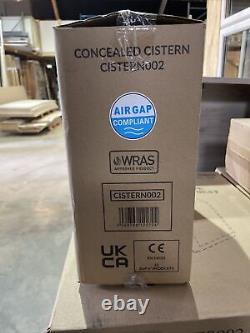 CONCEALED CISTERN
CISTERN002
AIRGAP
COMPLIANT
WRAS
APPROVED PRODUCT
CISTERN002
UK
CA
CE